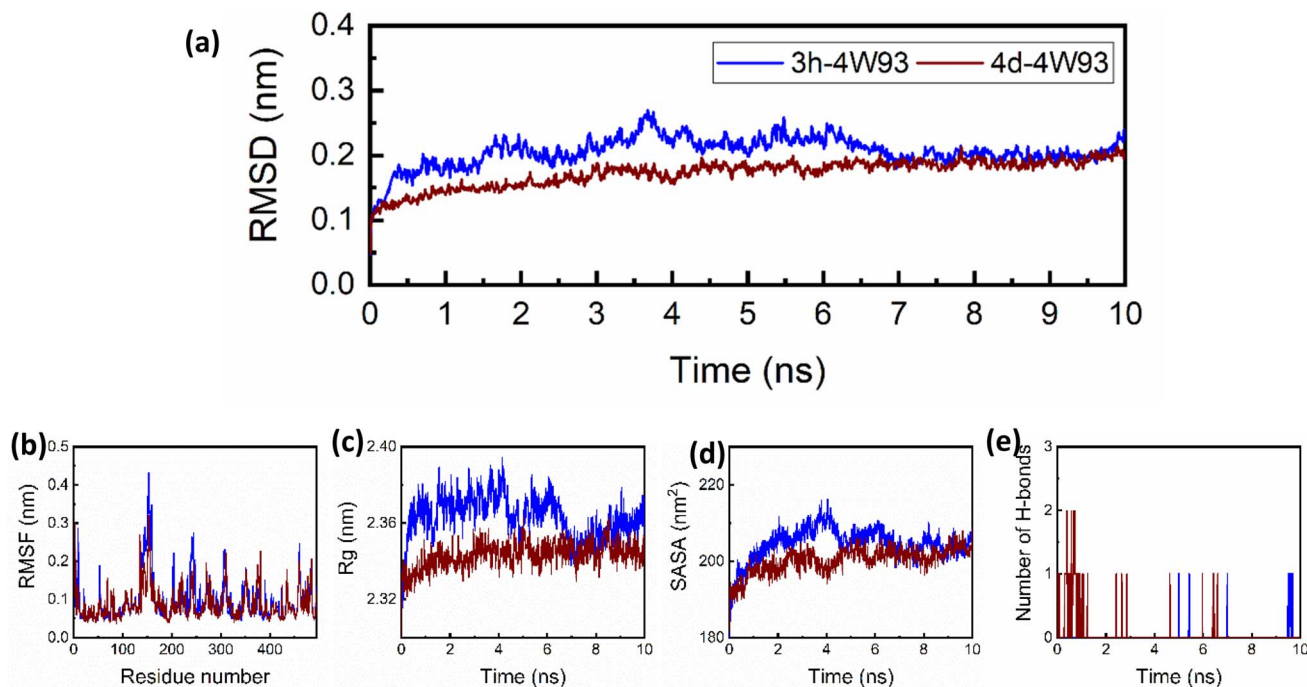 (a)
RMSD (nm)
0.4
0.3
0.2
0.1
0.0
3h-4W93 4d-4W93
0 1 2 3 4 5 6 7 8 9 10
Time (ns)
(b)
RMSF (nm)
0.5
0.4
0.3
0.2
0.1
0.0
0 100 200 300 400
Residue number
(c)
Rg (nm)
2.40
2.36
2.32
0 2 4 6 8 10
Time (ns)
(d)
SASA (nm²)
220
200
180
0 2 4 6 8 10
Time (ns)
(e)
Number of H-bonds
3
2
1
0
0 2 4 6 8 10
Time (ns)